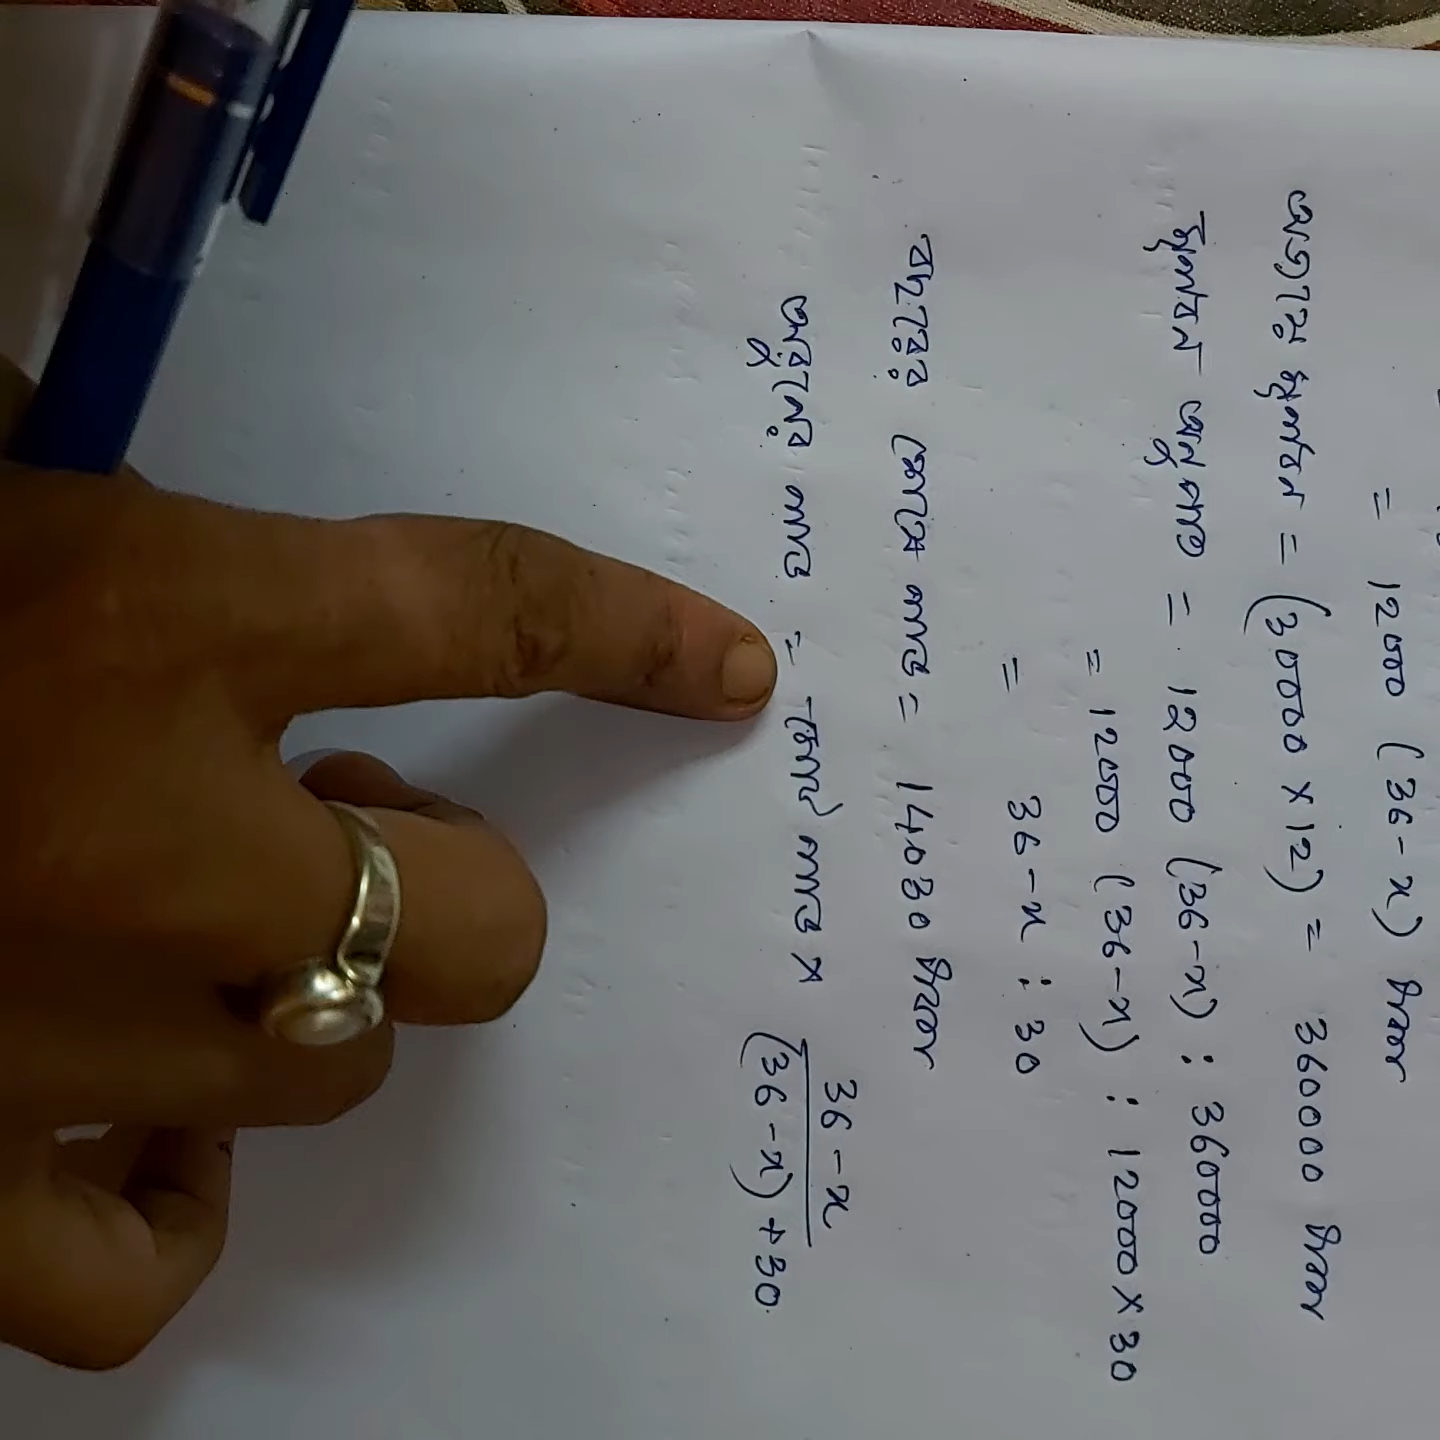 = 12000 (36 - x) টাকা
অজয়ের মূলধন = (30000 × 12) = 360000 টাকা
মূলধনের অনুপাত = 12000 (36-x) : 360000
= 12000 (36-x) : 12000 × 30
= 36 - x : 30
বছরের শেষে লাভ = 14030 টাকা
লাভ = মোট লাভ × 36 - x / (36 - x) + 30